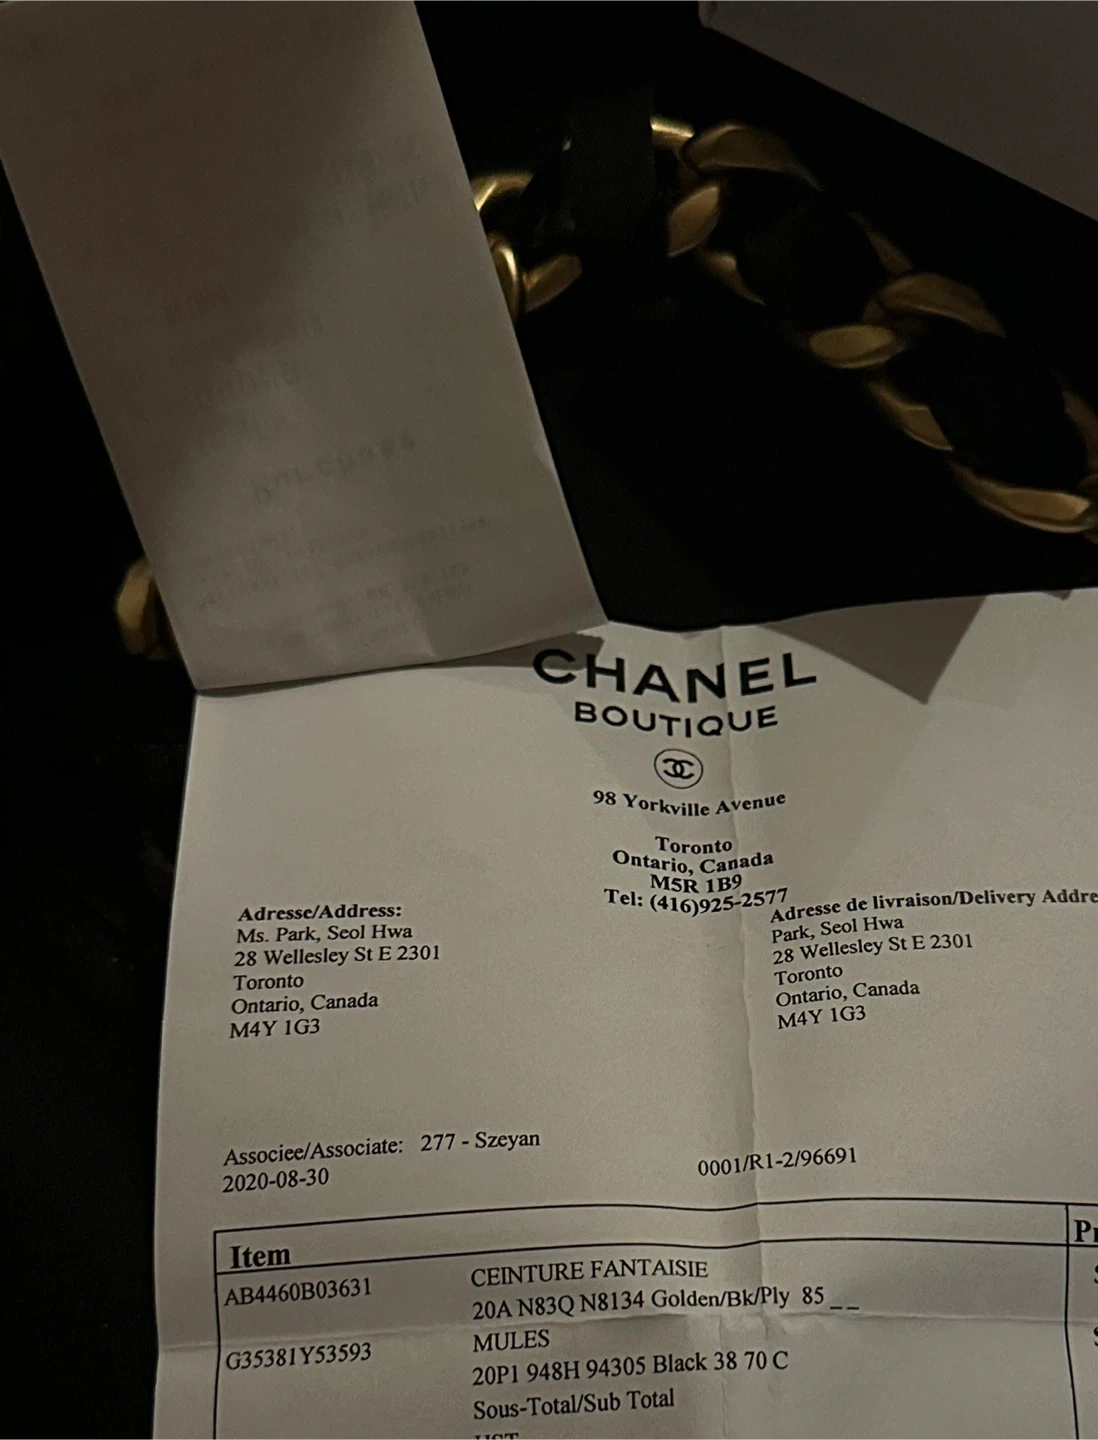 CHANEL
BOUTIQUE
98 Yorkville Avenue
Toronto
Ontario, Canada
M5R 1B9
Tel: (416)925-2577
Adresse/Address:
Ms. Park, Seol Hwa
28 Wellesley St E 2301
Toronto
Ontario, Canada
M4Y 1G3
Adresse de livraison/Delivery Addre
Park, Seol Hwa
28 Wellesley St E 2301
Toronto
Ontario, Canada
M4Y 1G3
Associee/Associate: 277 - Szeyan
2020-08-30
0001/R1-2/96691
Item
AB4460B03631 CEINTURE FANTAISIE
20A N83Q N8134 Golden/Bk/Ply 85 _ _
G35381Y53593 MULES
20P1 948H 94305 Black 38 70 C
Sous-Total/Sub Total